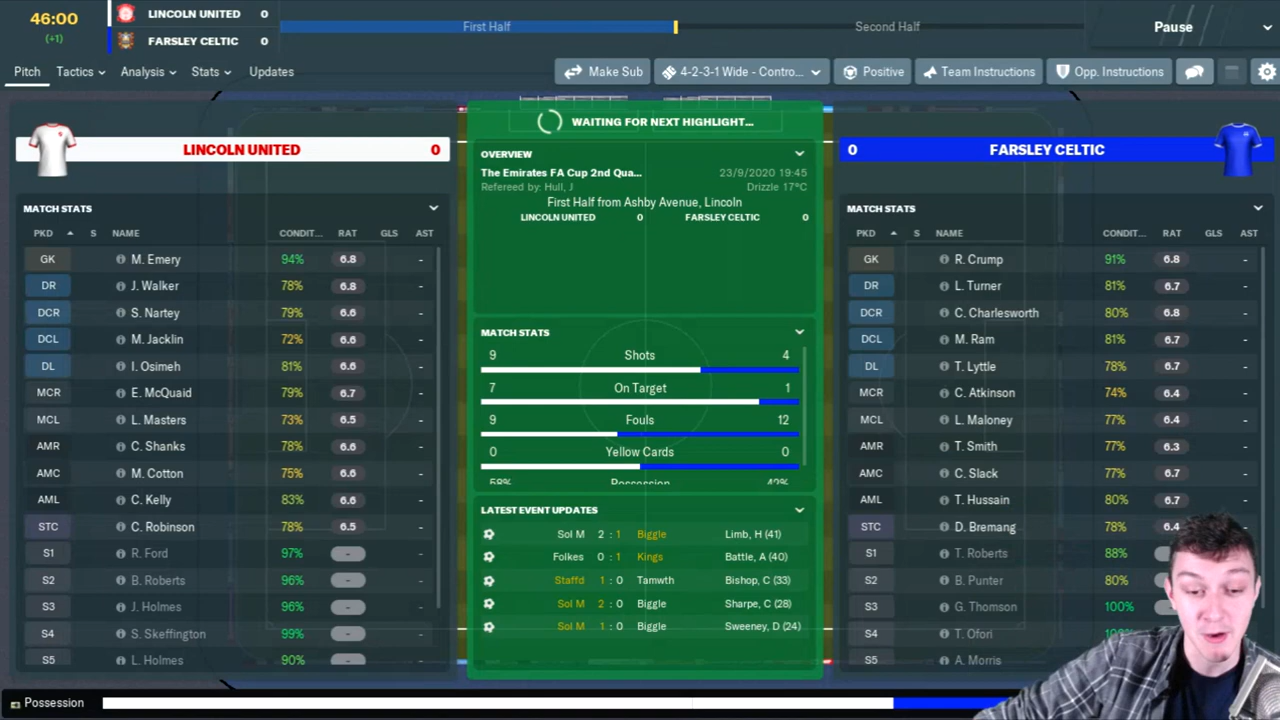 46:00
(+1)
LINCOLN UNITED 0
FARSLEY CELTIC 0
First Half
Second Half
Pause
Pitch
Tactics
Analysis
Stats
Updates
Make Sub
4-2-3-1 Wide - Contro...
Positive
Team Instructions
Opp. Instructions
LINCOLN UNITED 0
WAITING FOR NEXT HIGHLIGHT...
0 FARSLEY CELTIC
MATCH STATS
PKD S NAME CONDIT... RAT GLS AST
GK M. Emery 94% 6.8 -
DR J. Walker 78% 6.8 -
DCR S. Nartey 79% 6.6 -
DCL M. Jacklin 72% 6.6 -
DL I. Osimeh 81% 6.6 -
MCR E. McQuaid 79% 6.7 -
MCL L. Masters 73% 6.5 -
AMR C. Shanks 78% 6.6 -
AMC M. Cotton 75% 6.6 -
AML C. Kelly 83% 6.6 -
STC C. Robinson 78% 6.5 -
S1 R. Ford 97% - -
S2 B. Roberts 96% - -
S3 J. Holmes 96% - -
S4 S. Skeffington 99% - -
S5 L. Holmes 90% - -
OVERVIEW
The Emirates FA Cup 2nd Qua... 23/9/2020 19:45
Refereed by: Hull, J Drizzle 17°C
First Half from Ashby Avenue, Lincoln
LINCOLN UNITED 0 FARSLEY CELTIC 0
MATCH STATS
9 Shots 4
7 On Target 1
9 Fouls 12
0 Yellow Cards 0
58% Possession 42%
LATEST EVENT UPDATES
Sol M 2 : 1 Biggle Limb, H (41)
Folkes 0 : 1 Kings Battle, A (40)
Staffd 1 : 0 Tamwth Bishop, C (33)
Sol M 2 : 0 Biggle Sharpe, C (28)
Sol M 1 : 0 Biggle Sweeney, D (24)
MATCH STATS
PKD S NAME CONDIT... RAT GLS AST
GK R. Crump 91% 6.8 -
DR L. Turner 81% 6.7 -
DCR C. Charlesworth 80% 6.8 -
DCL M. Ram 81% 6.7 -
DL T. Lyttle 78% 6.7 -
MCR C. Atkinson 74% 6.4 -
MCL L. Maloney 77% 6.4 -
AMR T. Smith 77% 6.3 -
AMC C. Slack 77% 6.7 -
AML T. Hussain 80% 6.7 -
STC D. Bremang 78% 6.4 -
S1 T. Roberts 88% -
S2 B. Punter 80%
S3 G. Thomson 100%
S4 T. Ofori
S5 A. Morris
Possession